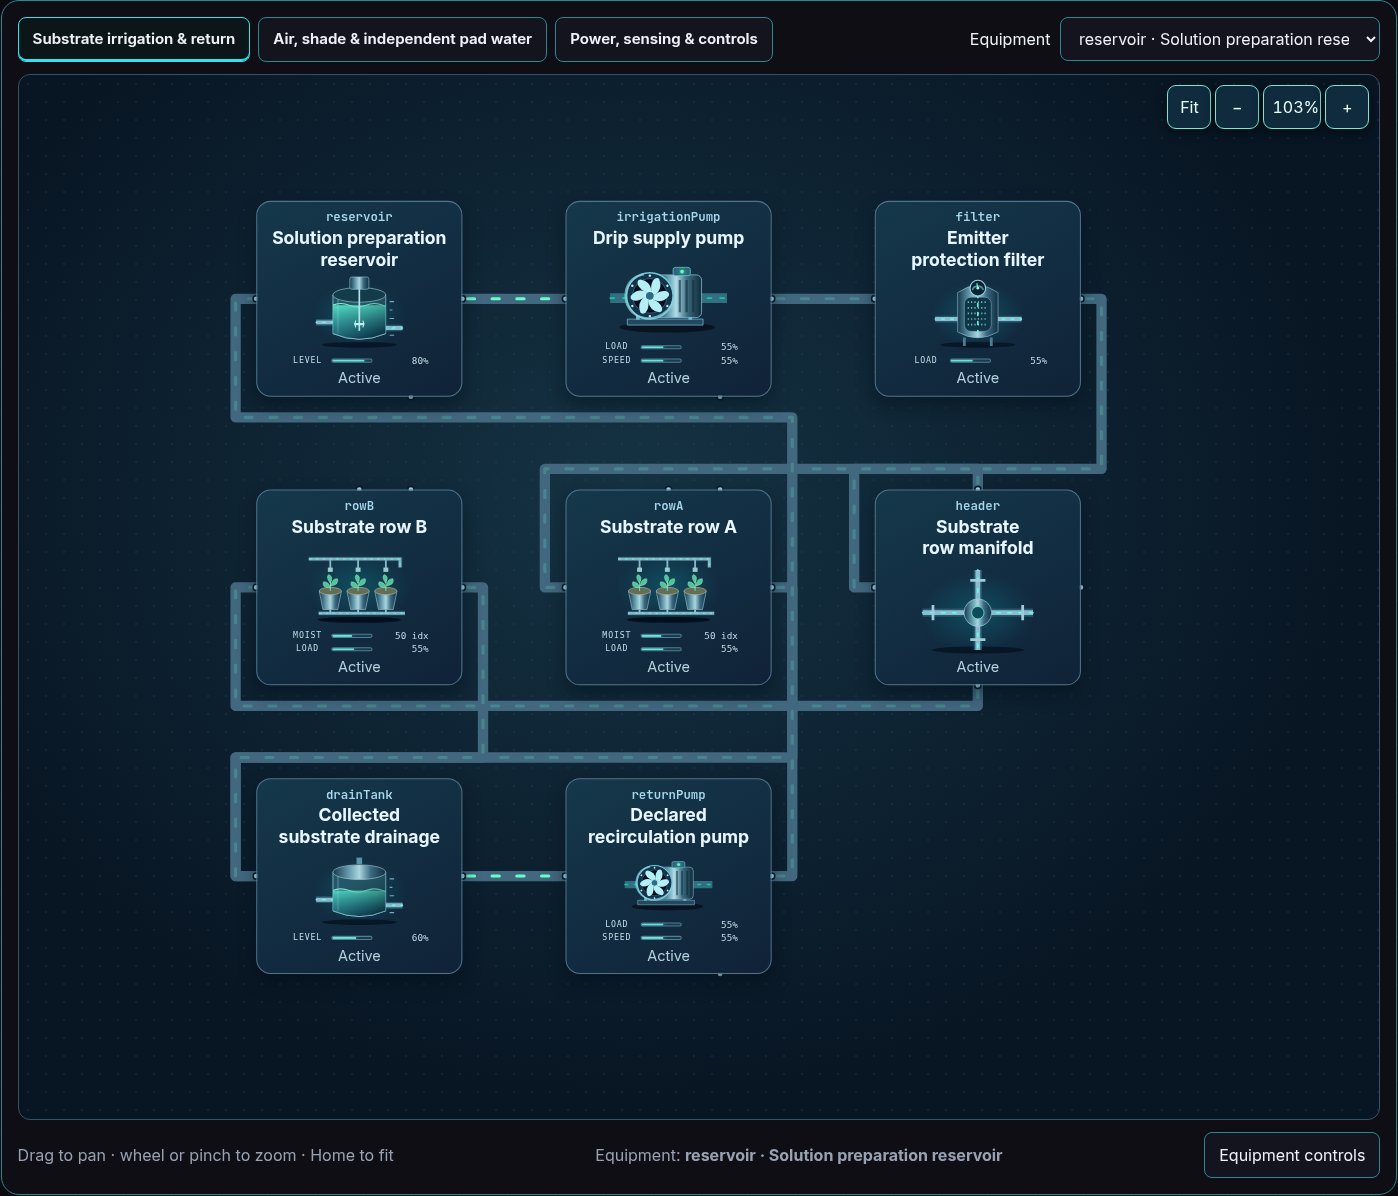 Substrate irrigation & return
Air, shade & independent pad water
Power, sensing & controls
Equipment
reservoir · Solution preparation rese
Fit
−
103%
+
reservoir
Solution preparation
reservoir
LEVEL 80%
Active
irrigationPump
Drip supply pump
LOAD 55%
SPEED 55%
Active
filter
Emitter
protection filter
LOAD 55%
Active
rowB
Substrate row B
MOIST 50 idx
LOAD 55%
Active
rowA
Substrate row A
MOIST 50 idx
LOAD 55%
Active
header
Substrate
row manifold
Active
drainTank
Collected
substrate drainage
LEVEL 60%
Active
returnPump
Declared
recirculation pump
LOAD 55%
SPEED 55%
Active
Drag to pan · wheel or pinch to zoom · Home to fit
Equipment: reservoir · Solution preparation reservoir
Equipment controls